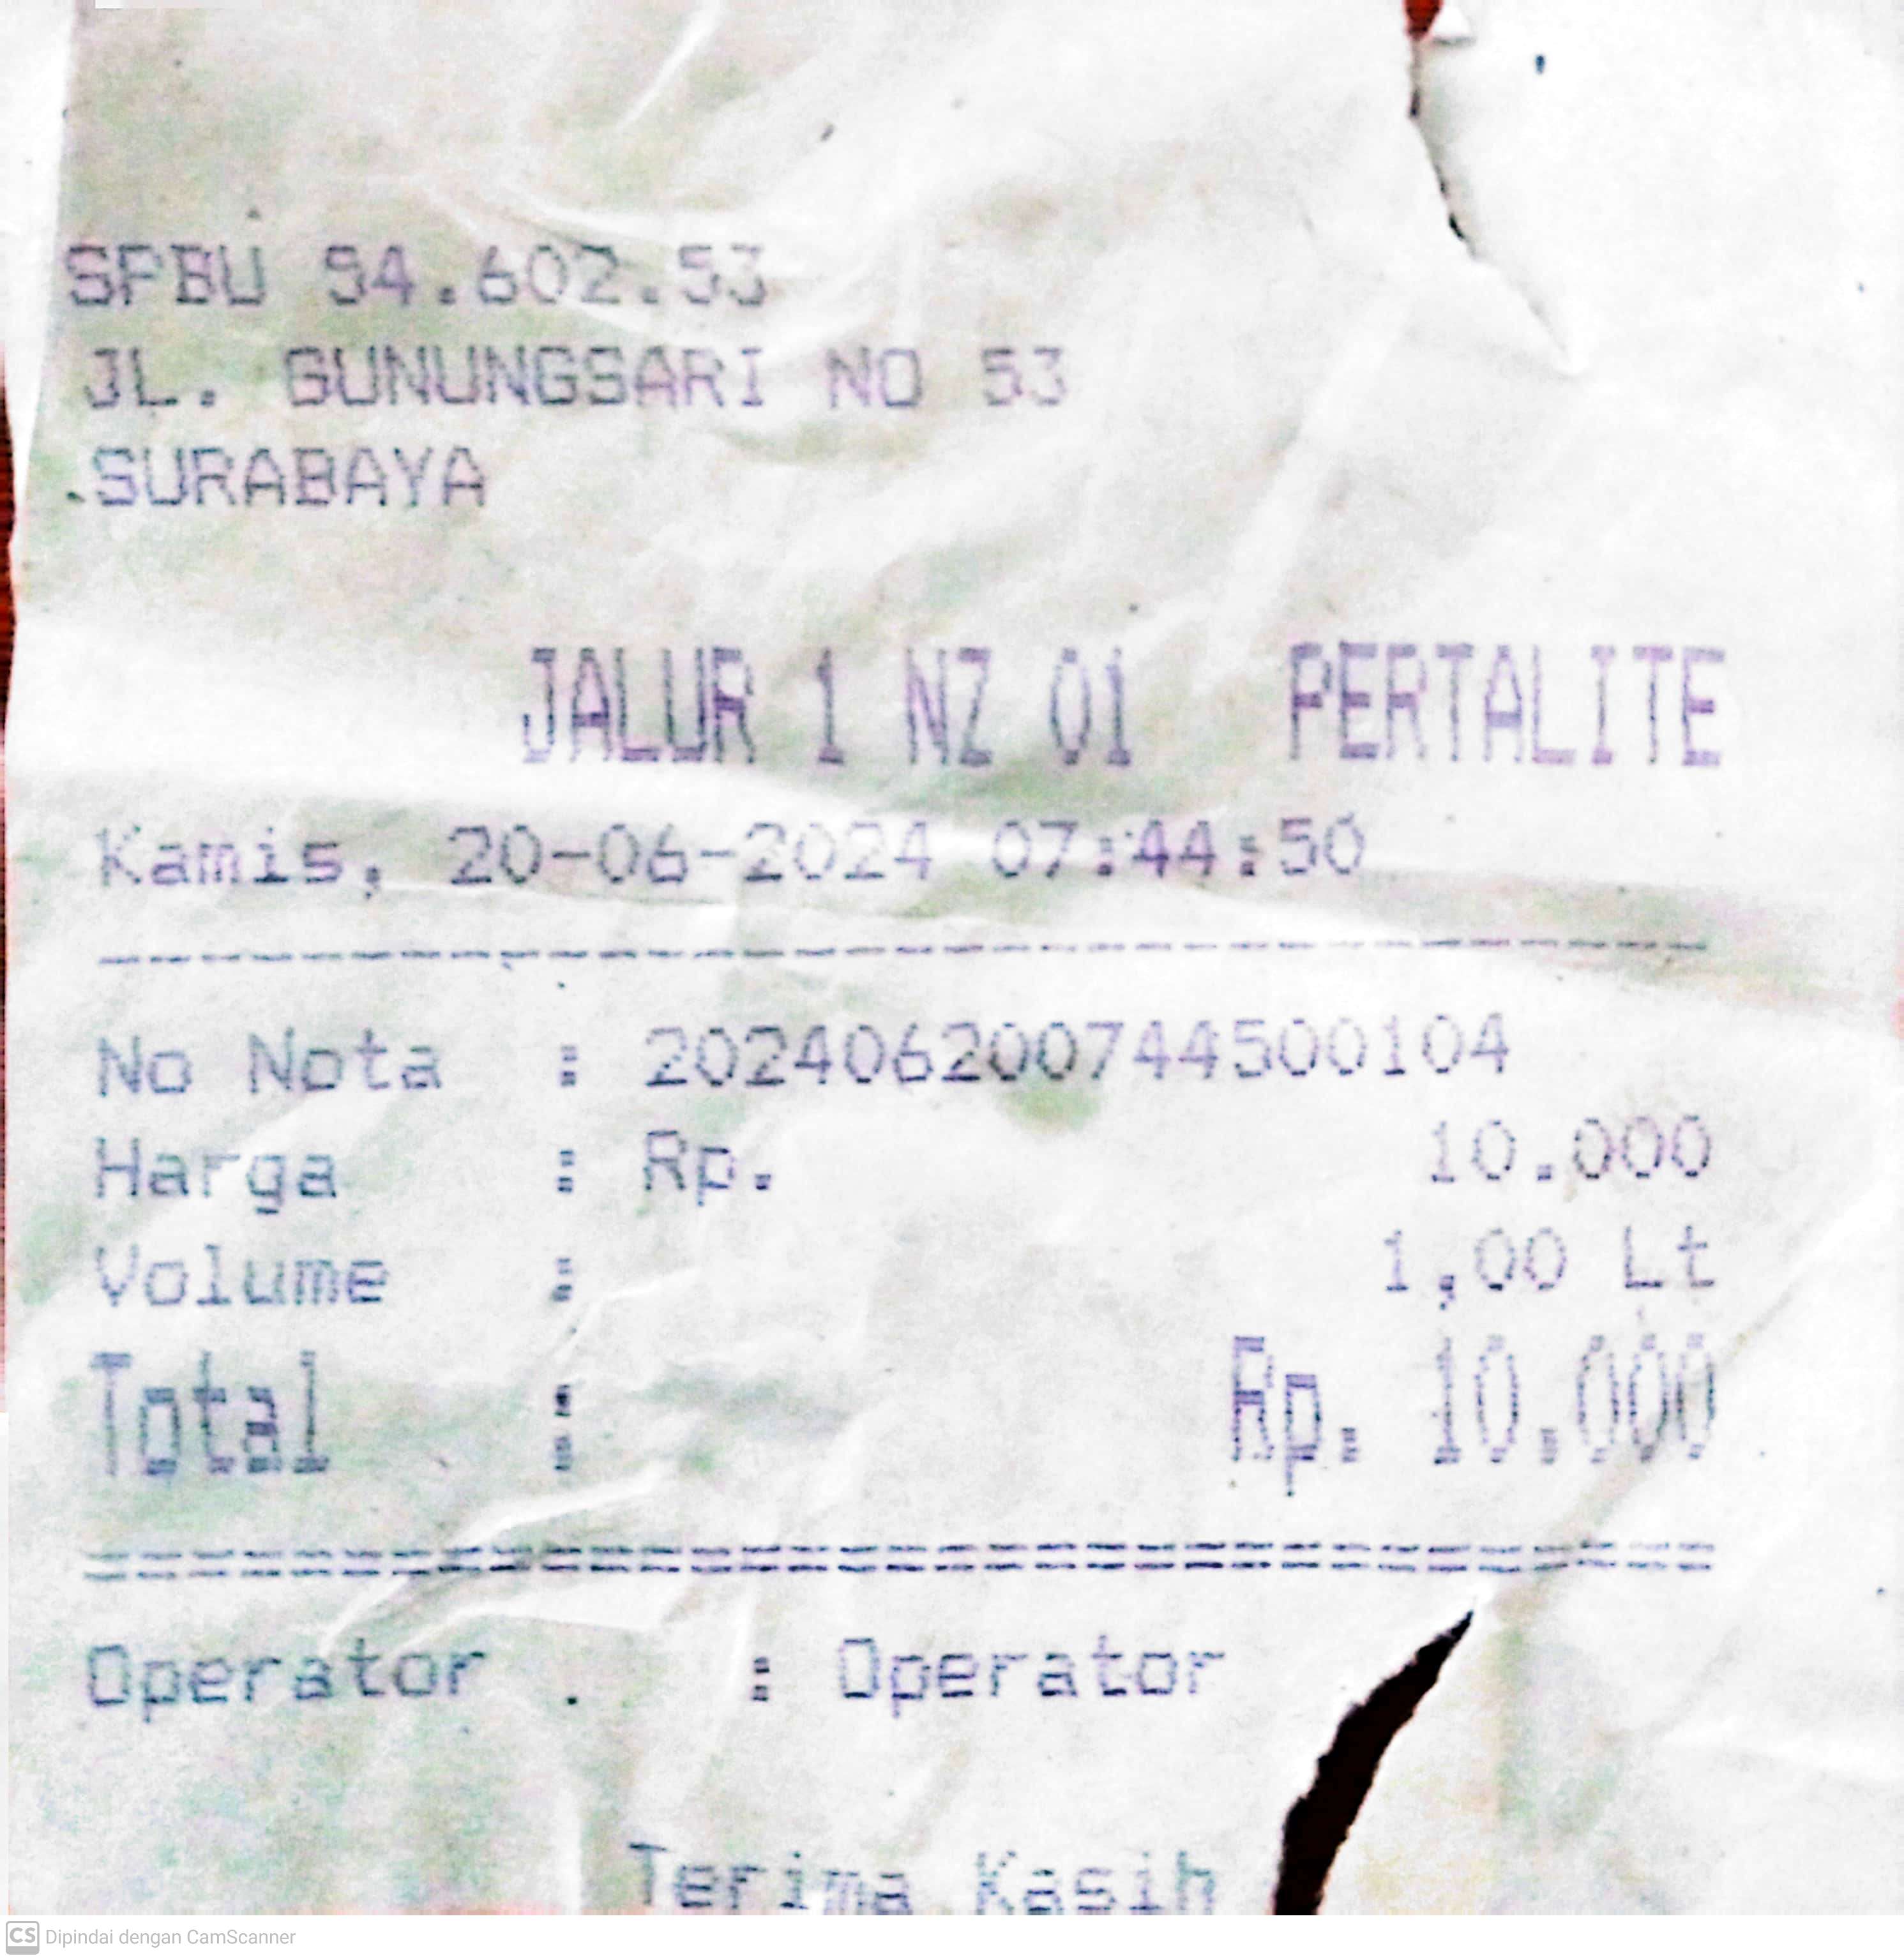 SPBU 54.602.53
JL. GUNUNGSARI NO 53
SURABAYA
JALUR 1 NZ 01 PERTALITE
Kamis, 20-06-2024 07:44:50
--------------------------------
No Nota : 202406200744500104
Harga : Rp. 10.000
Volume : 1,00 Lt
Total : Rp. 10.000
================================
Operator : Operator
Terima Kasih
CS Dipindai dengan CamScanner